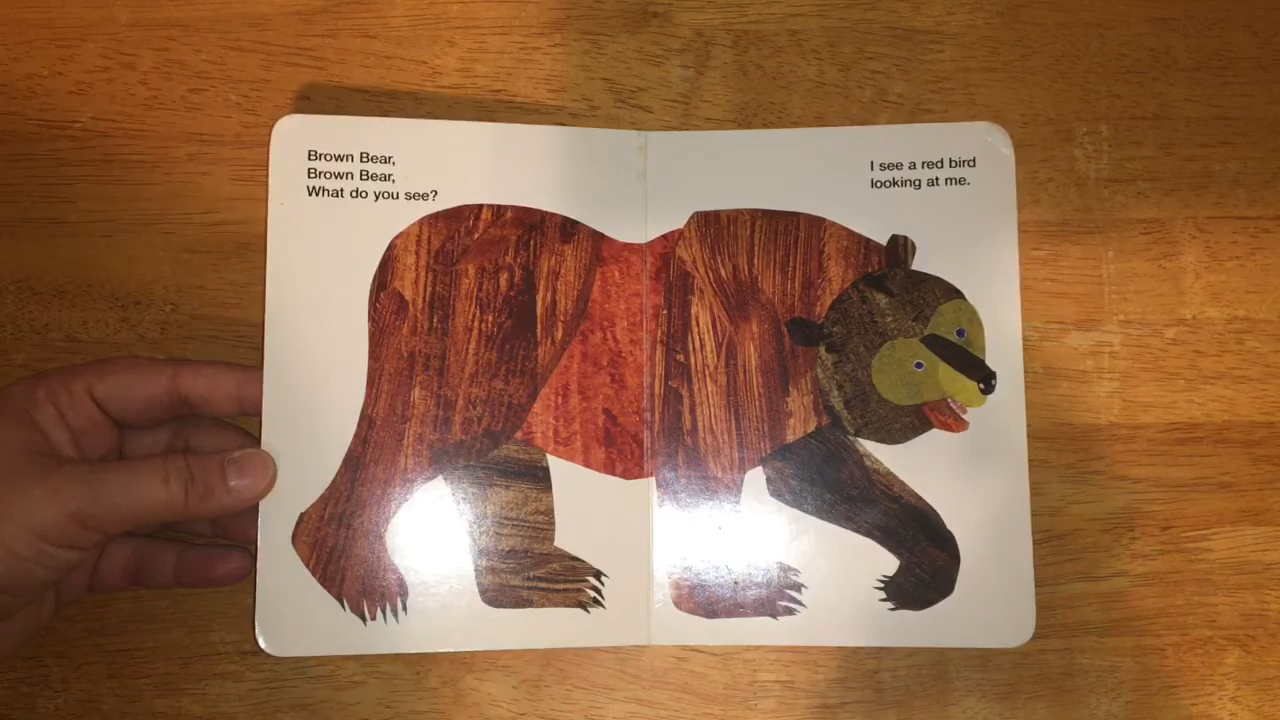 Brown Bear,
Brown Bear,
What do you see?
I see a red bird
looking at me.